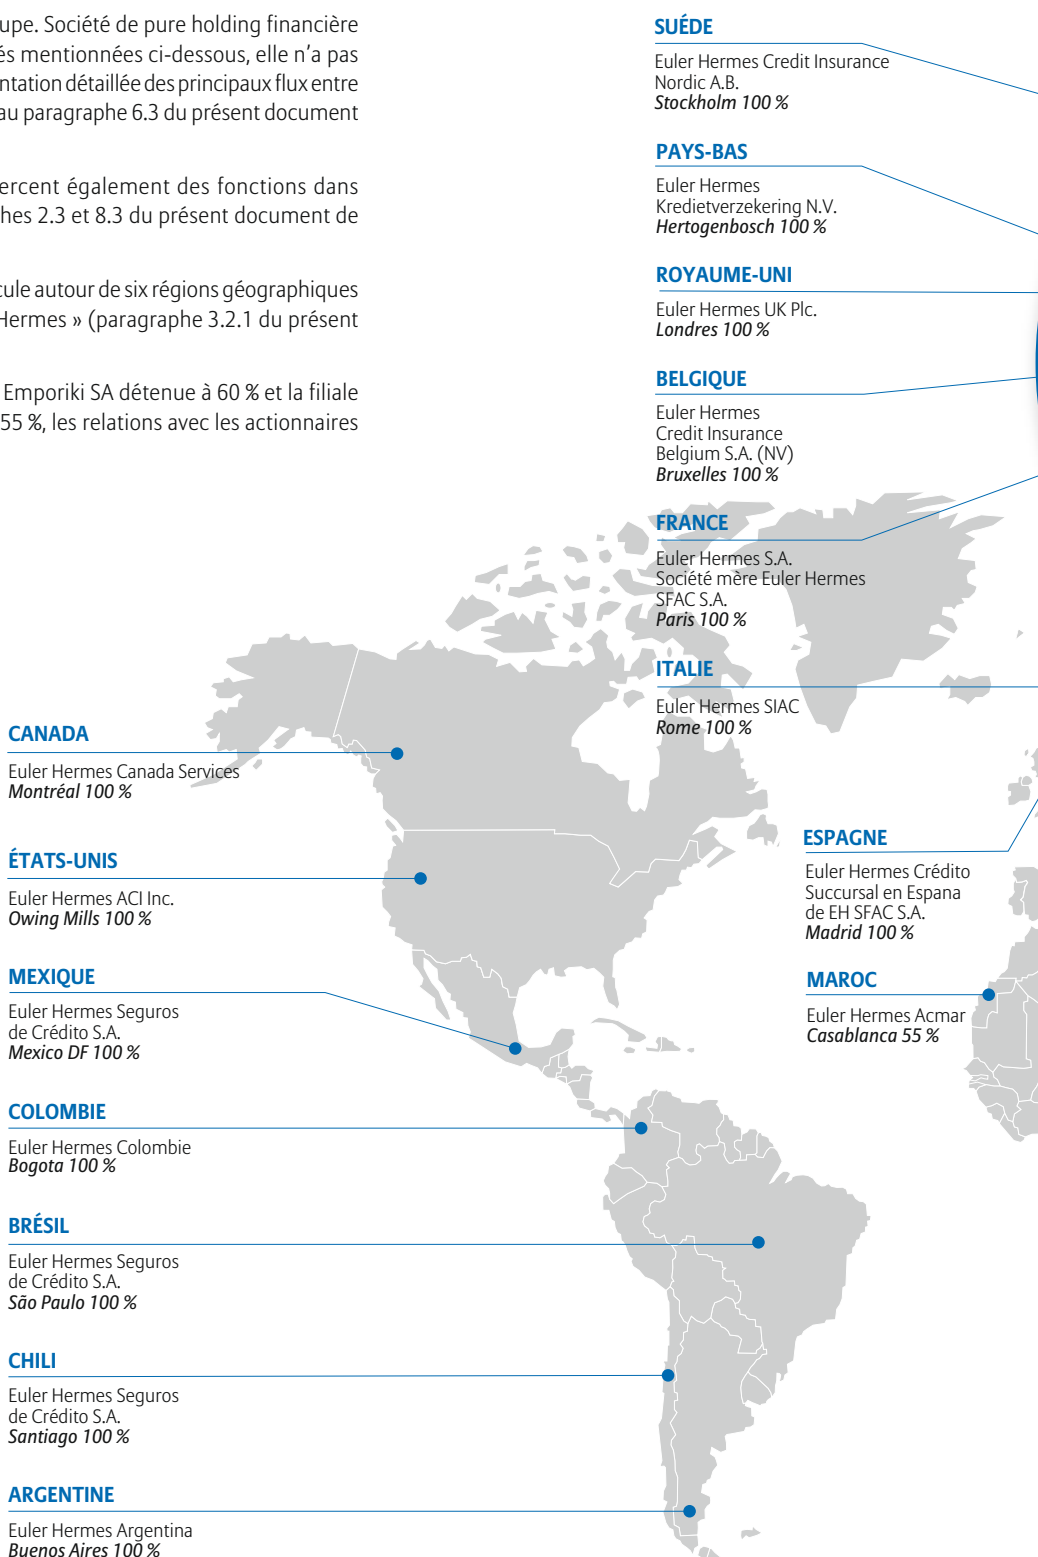 upe. Société de pure holding financière
és mentionnées ci-dessous, elle n'a pas
ntation détaillée des principaux flux entre
au paragraphe 6.3 du présent document
ercent également des fonctions dans
hes 2.3 et 8.3 du présent document de
cule autour de six régions géographiques
Hermes » (paragraphe 3.2.1 du présent
Emporiki SA détenue à 60 % et la filiale
55 %, les relations avec les actionnaires
SUÉDE
Euler Hermes Credit Insurance
Nordic A.B.
Stockholm 100 %
PAYS-BAS
Euler Hermes
Kredietverzekering N.V.
Hertogenbosch 100 %
ROYAUME-UNI
Euler Hermes UK Plc.
Londres 100 %
BELGIQUE
Euler Hermes
Credit Insurance
Belgium S.A. (NV)
Bruxelles 100 %
FRANCE
Euler Hermes S.A.
Société mère Euler Hermes
SFAC S.A.
Paris 100 %
ITALIE
Euler Hermes SIAC
Rome 100 %
CANADA
Euler Hermes Canada Services
Montréal 100 %
ÉTATS-UNIS
Euler Hermes ACI Inc.
Owing Mills 100 %
ESPAGNE
Euler Hermes Crédito
Succursal en Espana
de EH SFAC S.A.
Madrid 100 %
MAROC
Euler Hermes Acmar
Casablanca 55 %
MEXIQUE
Euler Hermes Seguros
de Crédito S.A.
Mexico DF 100 %
COLOMBIE
Euler Hermes Colombie
Bogota 100 %
BRÉSIL
Euler Hermes Seguros
de Crédito S.A.
São Paulo 100 %
CHILI
Euler Hermes Seguros
de Crédito S.A.
Santiago 100 %
ARGENTINE
Euler Hermes Argentina
Buenos Aires 100 %